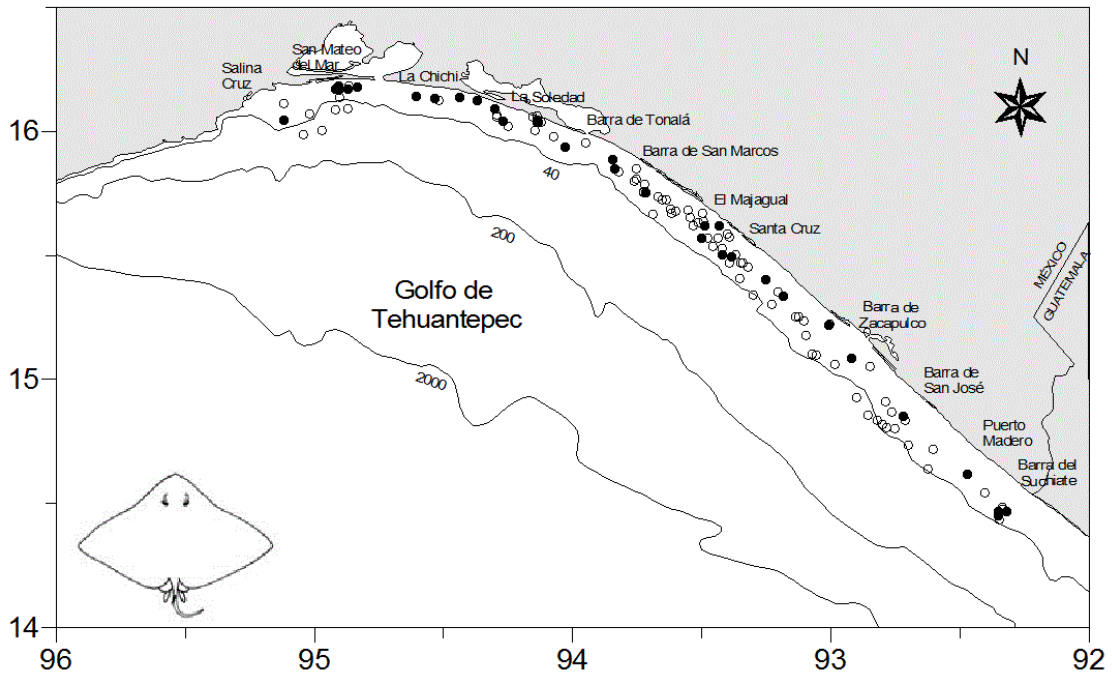 San Mateo
del Mar
Salina
Cruz
La Chichi
La Soledad
N
16
Barra de Tonalá
Barra de San Marcos
40
El Majagual
Santa Cruz
200
MÉXICO
GUATEMALA
Golfo de
Tehuantepec
Barra de
Zacapulco
15
2000
Barra de
San José
Puerto
Madero
Barra del
Suchiate
14
96
95
94
93
92